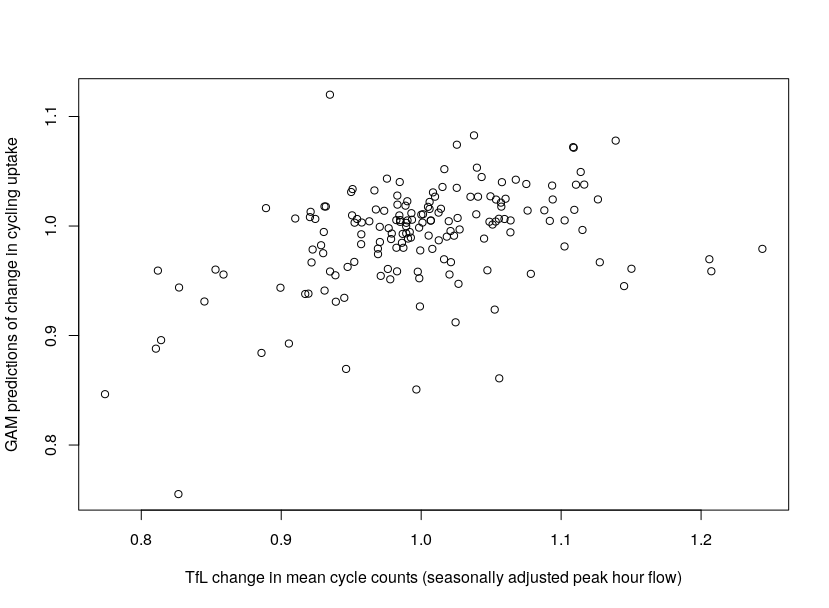 GAM predictions of change in cycling uptake
1.1
1.0
0.9
0.8
0.8 0.9 1.0 1.1 1.2
TfL change in mean cycle counts (seasonally adjusted peak hour flow)